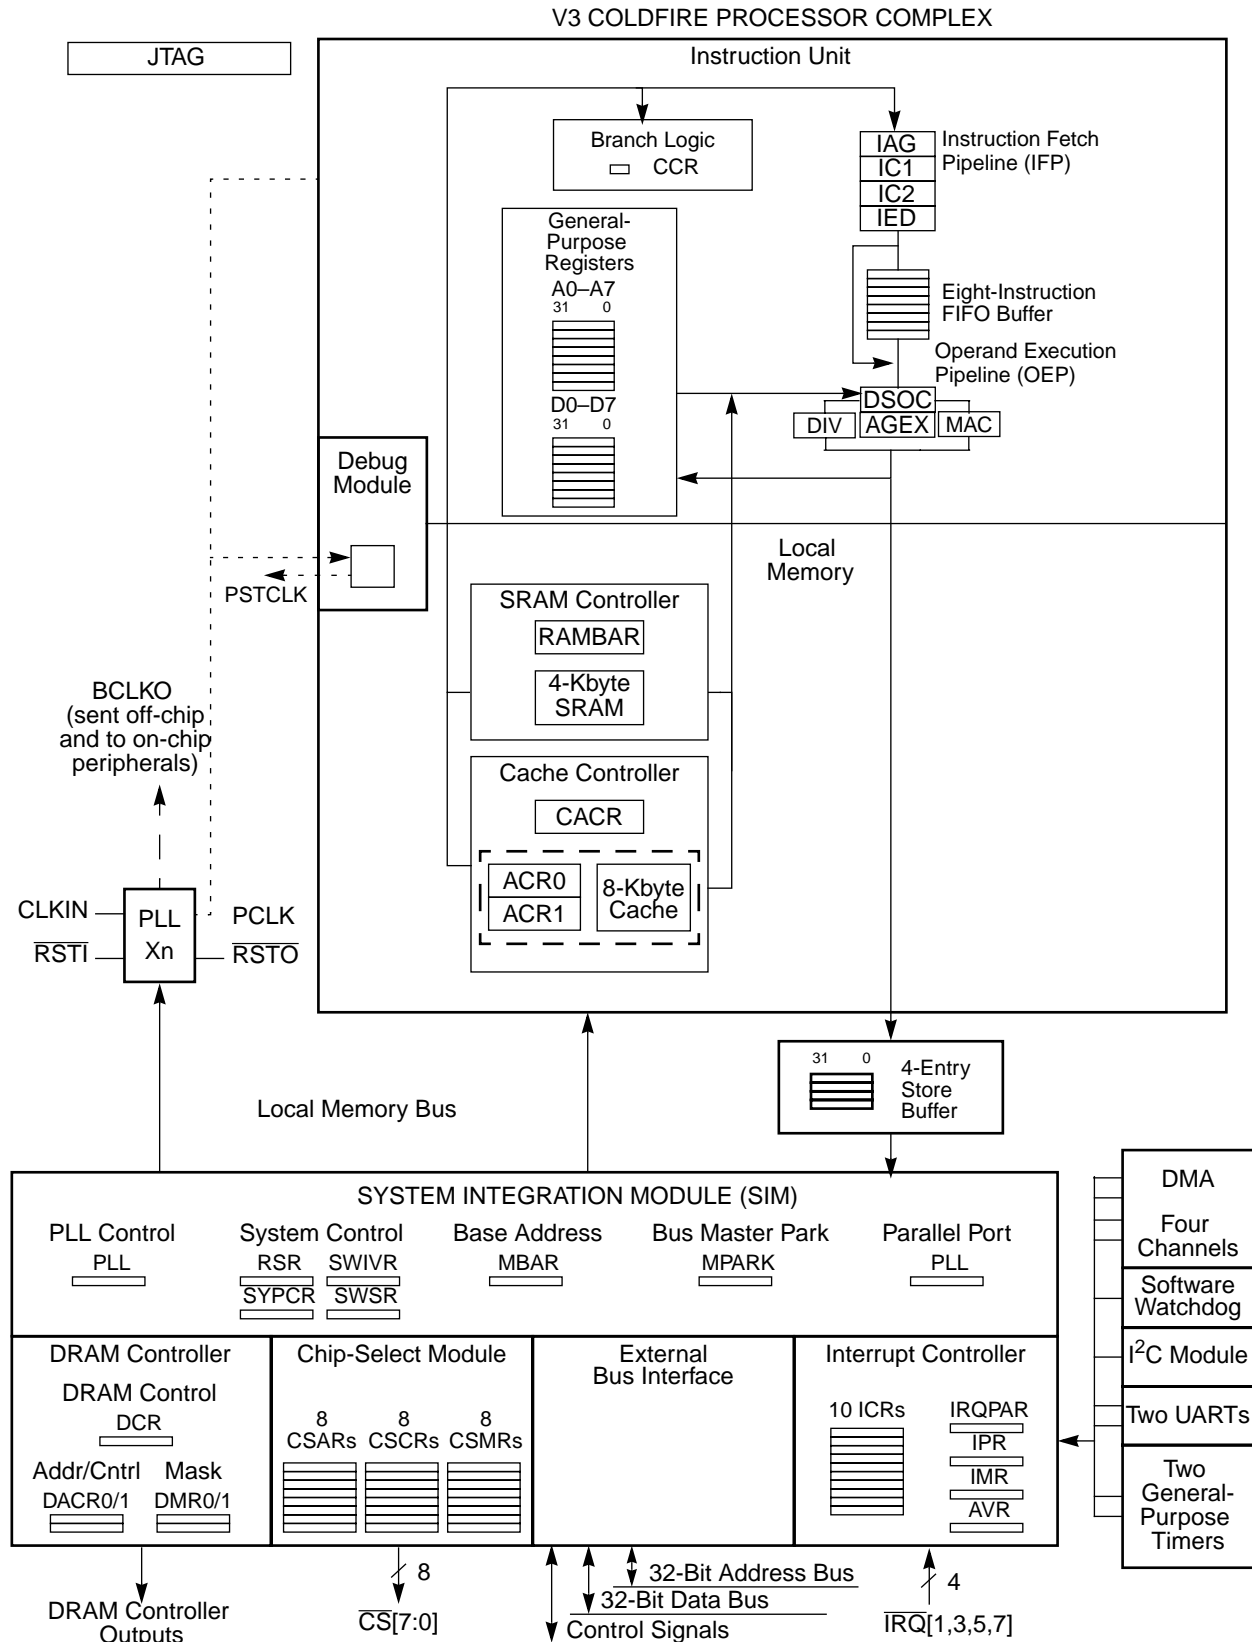 V3 COLDFIRE PROCESSOR COMPLEX
JTAG
Instruction Unit
Branch Logic
CCR
IAG
IC1
IC2
IED
Instruction Fetch
Pipeline (IFP)
General-
Purpose
Registers
A0–A7
31 0
D0–D7
31 0
Eight-Instruction
FIFO Buffer
Operand Execution
Pipeline (OEP)
DSOC
DIV
AGEX
MAC
Debug
Module
PSTCLK
Local
Memory
SRAM Controller
RAMBAR
4-Kbyte
SRAM
Cache Controller
CACR
ACR0
ACR1
8-Kbyte
Cache
BCLKO
(sent off-chip
and to on-chip
peripherals)
CLKIN
RSTI
PLL
Xn
PCLK
RSTO
31 0
4-Entry
Store
Buffer
Local Memory Bus
SYSTEM INTEGRATION MODULE (SIM)
PLL Control
PLL
System Control
RSR
SWIVR
SYPCR
SWSR
Base Address
MBAR
Bus Master Park
MPARK
Parallel Port
PLL
DMA
Four
Channels
Software
Watchdog
I2C Module
Two UARTs
Two
General-
Purpose
Timers
DRAM Controller
DRAM Control
DCR
Addr/Cntrl
DACR0/1
Mask
DMR0/1
Chip-Select Module
8
CSARs
8
CSCRs
8
CSMRs
External
Bus Interface
Interrupt Controller
10 ICRs
IRQPAR
IPR
IMR
AVR
DRAM Controller
Outputs
8
CS[7:0]
32-Bit Address Bus
32-Bit Data Bus
Control Signals
4
IRQ[1,3,5,7]